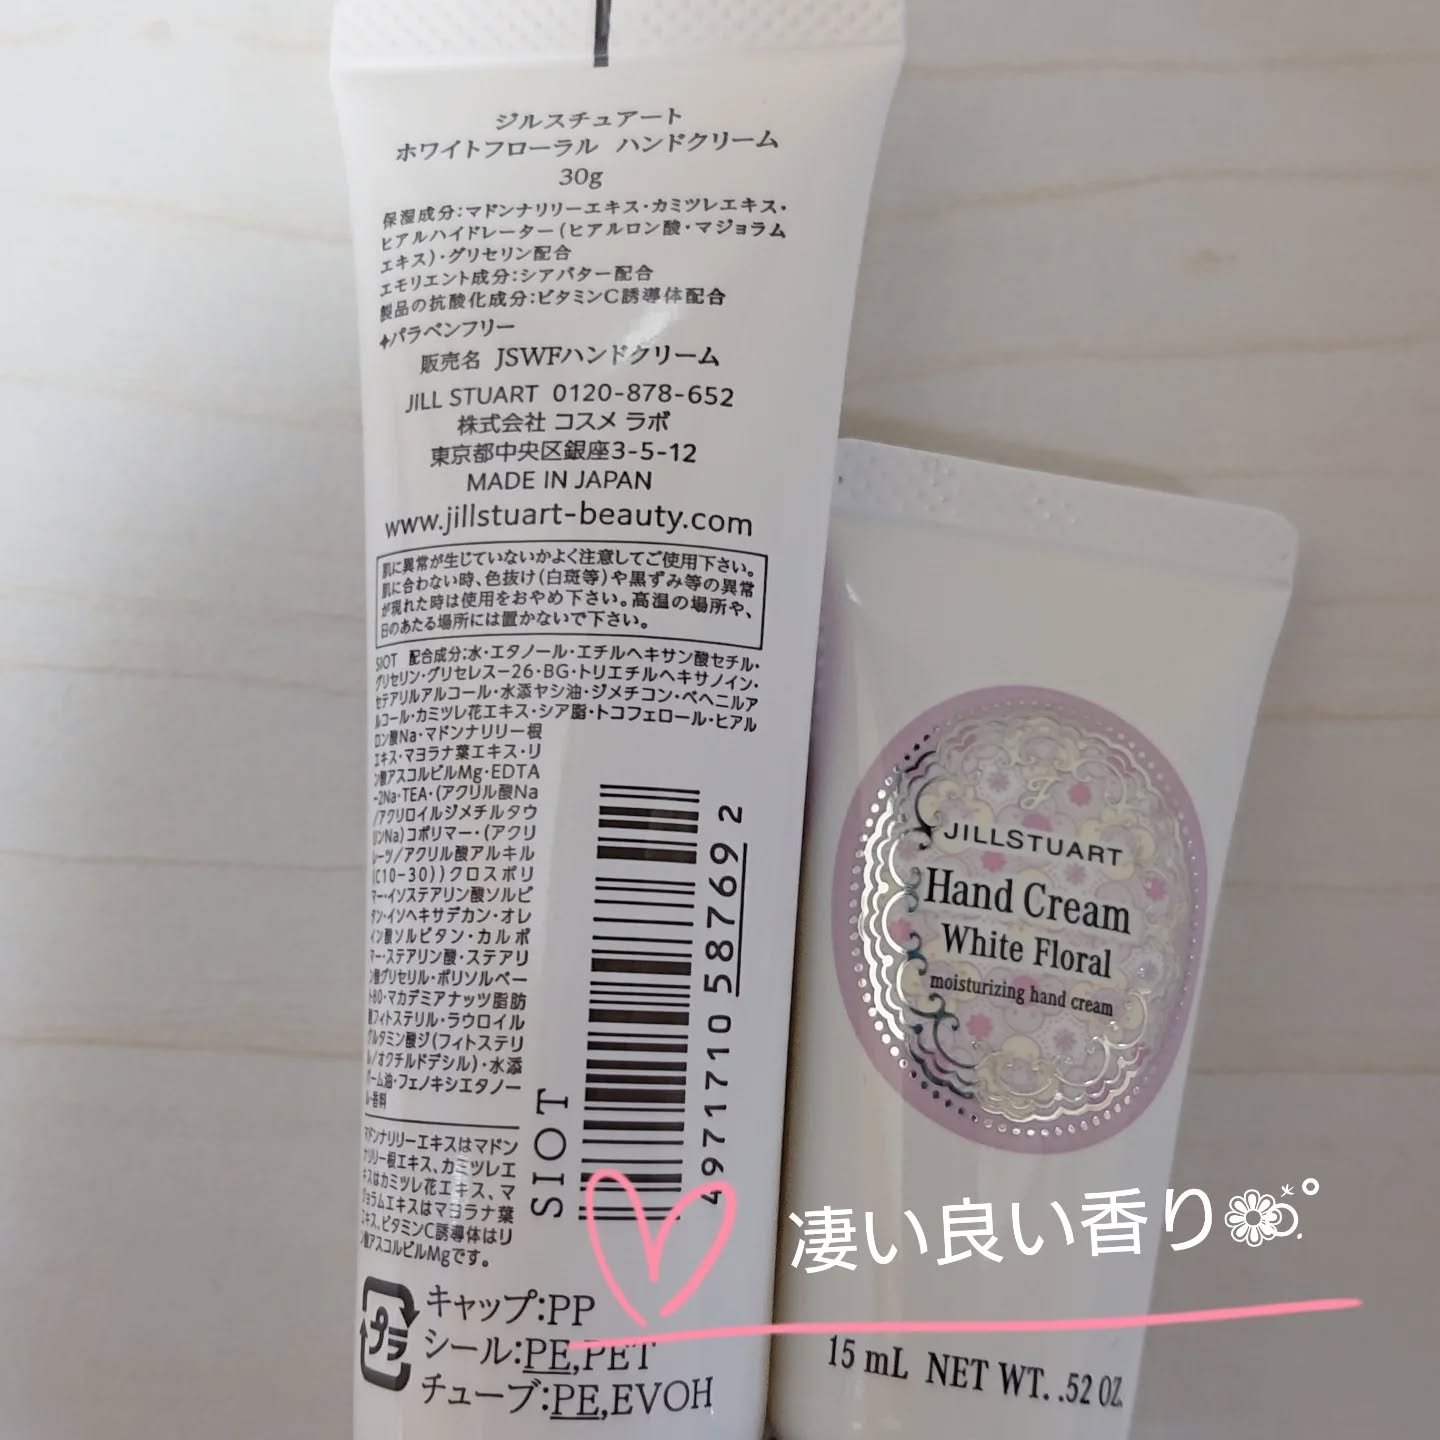 ジルスチュアート
ホワイトフローラル ハンドクリーム
30g
保湿成分:マドンナリリーエキス・カミツレエキス・
ヒアルハイドレーター(ヒアルロン酸・マジョラム
エキス)・グリセリン配合
エモリエント成分:シアバター配合
製品の抗酸化成分:ビタミンC誘導体配合
✦パラベンフリー
販売名 JSWFハンドクリーム
JILL STUART 0120-878-652
株式会社 コスメ ラボ
東京都中央区銀座3-5-12
MADE IN JAPAN
www.jillstuart-beauty.com
肌に異常が生じていないかよく注意してご使用下さい。
肌に合わない時、色抜け(白斑等)や黒ずみ等の異常
が現れた時は使用をおやめ下さい。高温の場所や、
日のあたる場所には置かないで下さい。
SIOT 配合成分:水・エタノール・エチルヘキサン酸セチル・
グリセリン・グリセレス-26・BG・トリエチルヘキサノイン・
セテアリルアルコール・水添ヤシ油・ジメチコン・ベヘニルア
ルコール・カミツレ花エキス・シア脂・トコフェロール・ヒアル
ロン酸Na・マドンナリリー根
エキス・マヨラナ葉エキス・リ
ン酸アスコルビルMg・EDTA
-2Na・TEA・(アクリル酸Na
/アクリロイルジメチルタウ
リンNa)コポリマー・(アクリ
レーツ/アクリル酸アルキル
(C10-30))クロスポリ
マー・イソステアリン酸ソルビ
タン・イソヘキサデカン・オレ
イン酸ソルビタン・カルボ
マー・ステアリン酸・ステアリ
ン酸グリセリル・ポリソルベー
ト80・マカデミアナッツ脂肪
酸フィトステリル・ラウロイル
グルタミン酸ジ(フィトステリ
ル/オクチルドデシル)・水添
パーム油・フェノキシエタノー
ル・香料
マドンナリリーエキスはマドン
ナリリー根エキス、カミツレエ
キスはカミツレ花エキス、マ
ジョラムエキスはマヨラナ葉
エキス、ビタミンC誘導体はリ
ン酸アスコルビルMgです。
SIOT
4971710 587692
プラ
キャップ:PP
シール:PE,PET
チューブ:PE,EVOH
JILLSTUART
Hand Cream
White Floral
moisturizing hand cream
凄い良い香り
15 mL NET WT. .52 OZ.